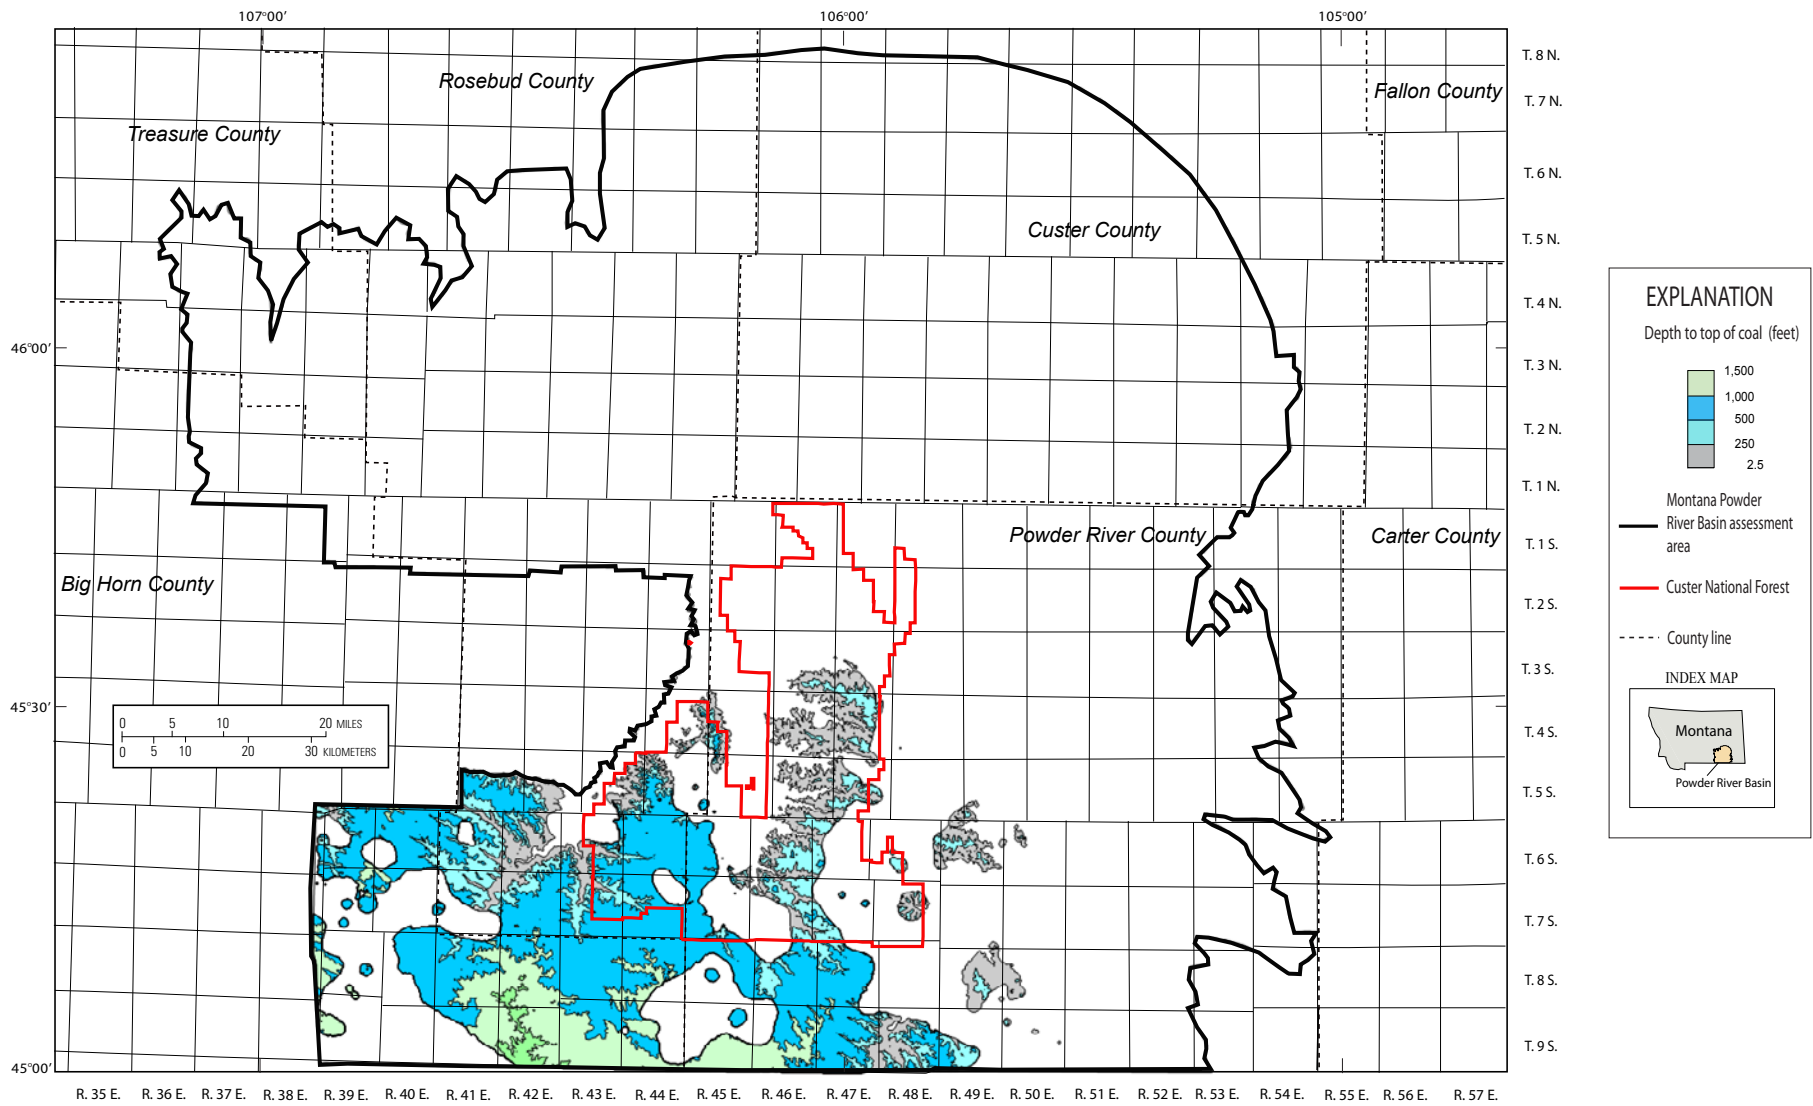 107°00′
106°00′
105°00′
T. 8 N.
Rosebud County
Fallon County
T. 7 N.
Treasure County
T. 6 N.
Custer County
T. 5 N.
T. 4 N.
46°00′
T. 3 N.
T. 2 N.
T. 1 N.
Powder River County
Carter County
T. 1 S.
Big Horn County
T. 2 S.
T. 3 S.
45°30′
0 5 10 20 MILES
0 5 10 20 30 KILOMETERS
T. 4 S.
T. 5 S.
T. 6 S.
T. 7 S.
T. 8 S.
T. 9 S.
45°00′
R. 35 E. R. 36 E. R. 37 E. R. 38 E. R. 39 E. R. 40 E. R. 41 E. R. 42 E. R. 43 E. R. 44 E. R. 45 E. R. 46 E. R. 47 E. R. 48 E. R. 49 E. R. 50 E. R. 51 E. R. 52 E. R. 53 E. R. 54 E. R. 55 E. R. 56 E. R. 57 E.
EXPLANATION
Depth to top of coal (feet)
1,500
1,000
500
250
2.5
Montana Powder
River Basin assessment
area
Custer National Forest
County line
INDEX MAP
Montana
Powder River Basin